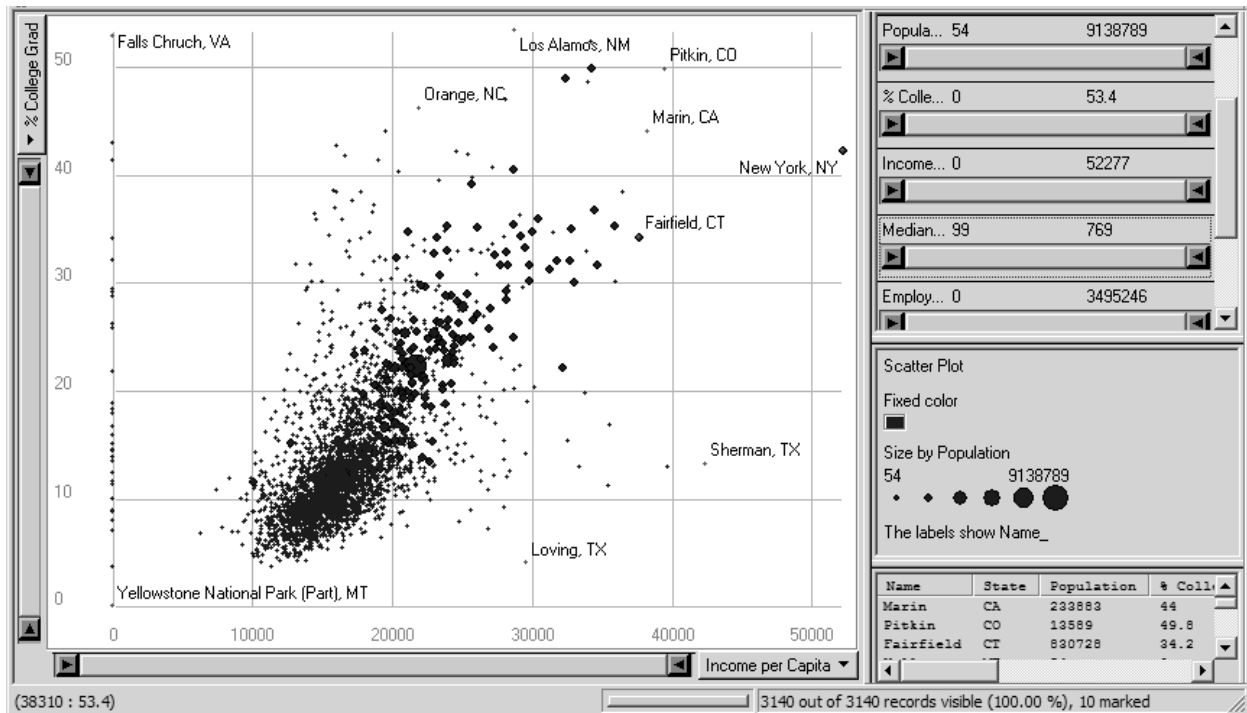 % College Grad
50
40
30
20
10
0
Falls Chruch, VA
Los Alamos, NM
Pitkin, CO
Orange, NC
Marin, CA
New York, NY
Fairfield, CT
Sherman, TX
Loving, TX
Yellowstone National Park (Part), MT
0 10000 20000 30000 40000 50000
Income per Capita
Popula... 54 9138789
% Colle... 0 53.4
Income... 0 52277
Median... 99 769
Employ... 0 3495246
Scatter Plot
Fixed color
Size by Population
54 9138789
The labels show Name_
Name State Population % Coll
Marin CA 233883 44
Pitkin CO 13589 49.8
Fairfield CT 830728 34.2
(38310 : 53.4)
3140 out of 3140 records visible (100.00 %), 10 marked